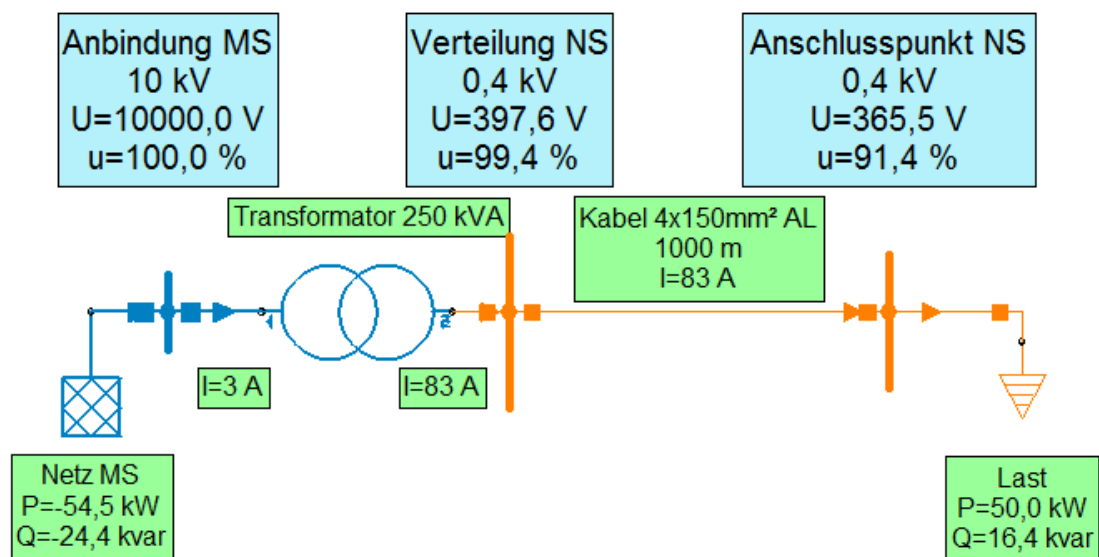 Anbindung MS
10 kV
U=10000,0 V
u=100,0 %
Verteilung NS
0,4 kV
U=397,6 V
u=99,4 %
Anschlusspunkt NS
0,4 kV
U=365,5 V
u=91,4 %
Transformator 250 kVA
Kabel 4x150mm² AL
1000 m
I=83 A
1
2
I=3 A
I=83 A
Netz MS
P=-54,5 kW
Q=-24,4 kvar
Last
P=50,0 kW
Q=16,4 kvar